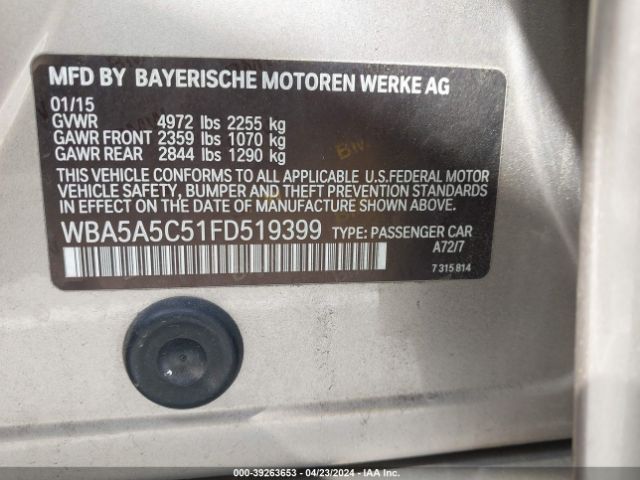 MFD BY BAYERISCHE MOTOREN WERKE AG
01/15
GVWR 4972 lbs 2255 kg
GAWR FRONT 2359 lbs 1070 kg
GAWR REAR 2844 lbs 1290 kg
THIS VEHICLE CONFORMS TO ALL APPLICABLE U.S.FEDERAL MOTOR
VEHICLE SAFETY, BUMPER AND THEFT PREVENTION STANDARDS
IN EFFECT ON THE DATE OF MANUFACTURE SHOWN ABOVE.
WBA5A5C51FD519399 TYPE: PASSENGER CAR
A72/7
7 315 814
000-39263653 - 04/23/2024 - IAA Inc.